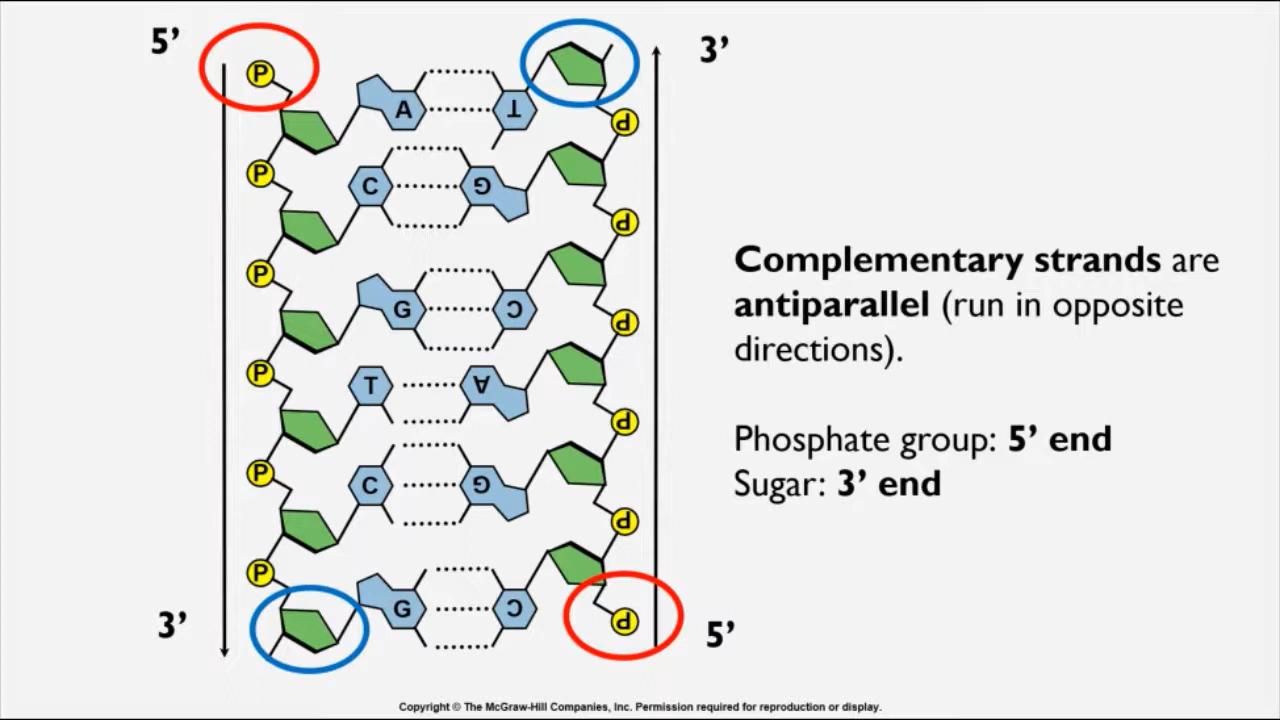 5’
3’
P
A
T
P
P
C
G
P
P
G
C
P
P
T
A
P
P
C
G
P
P
G
C
P
3’
5’
Complementary strands are
antiparallel (run in opposite
directions).
Phosphate group: 5’ end
Sugar: 3’ end
Copyright © The McGraw-Hill Companies, Inc. Permission required for reproduction or display.